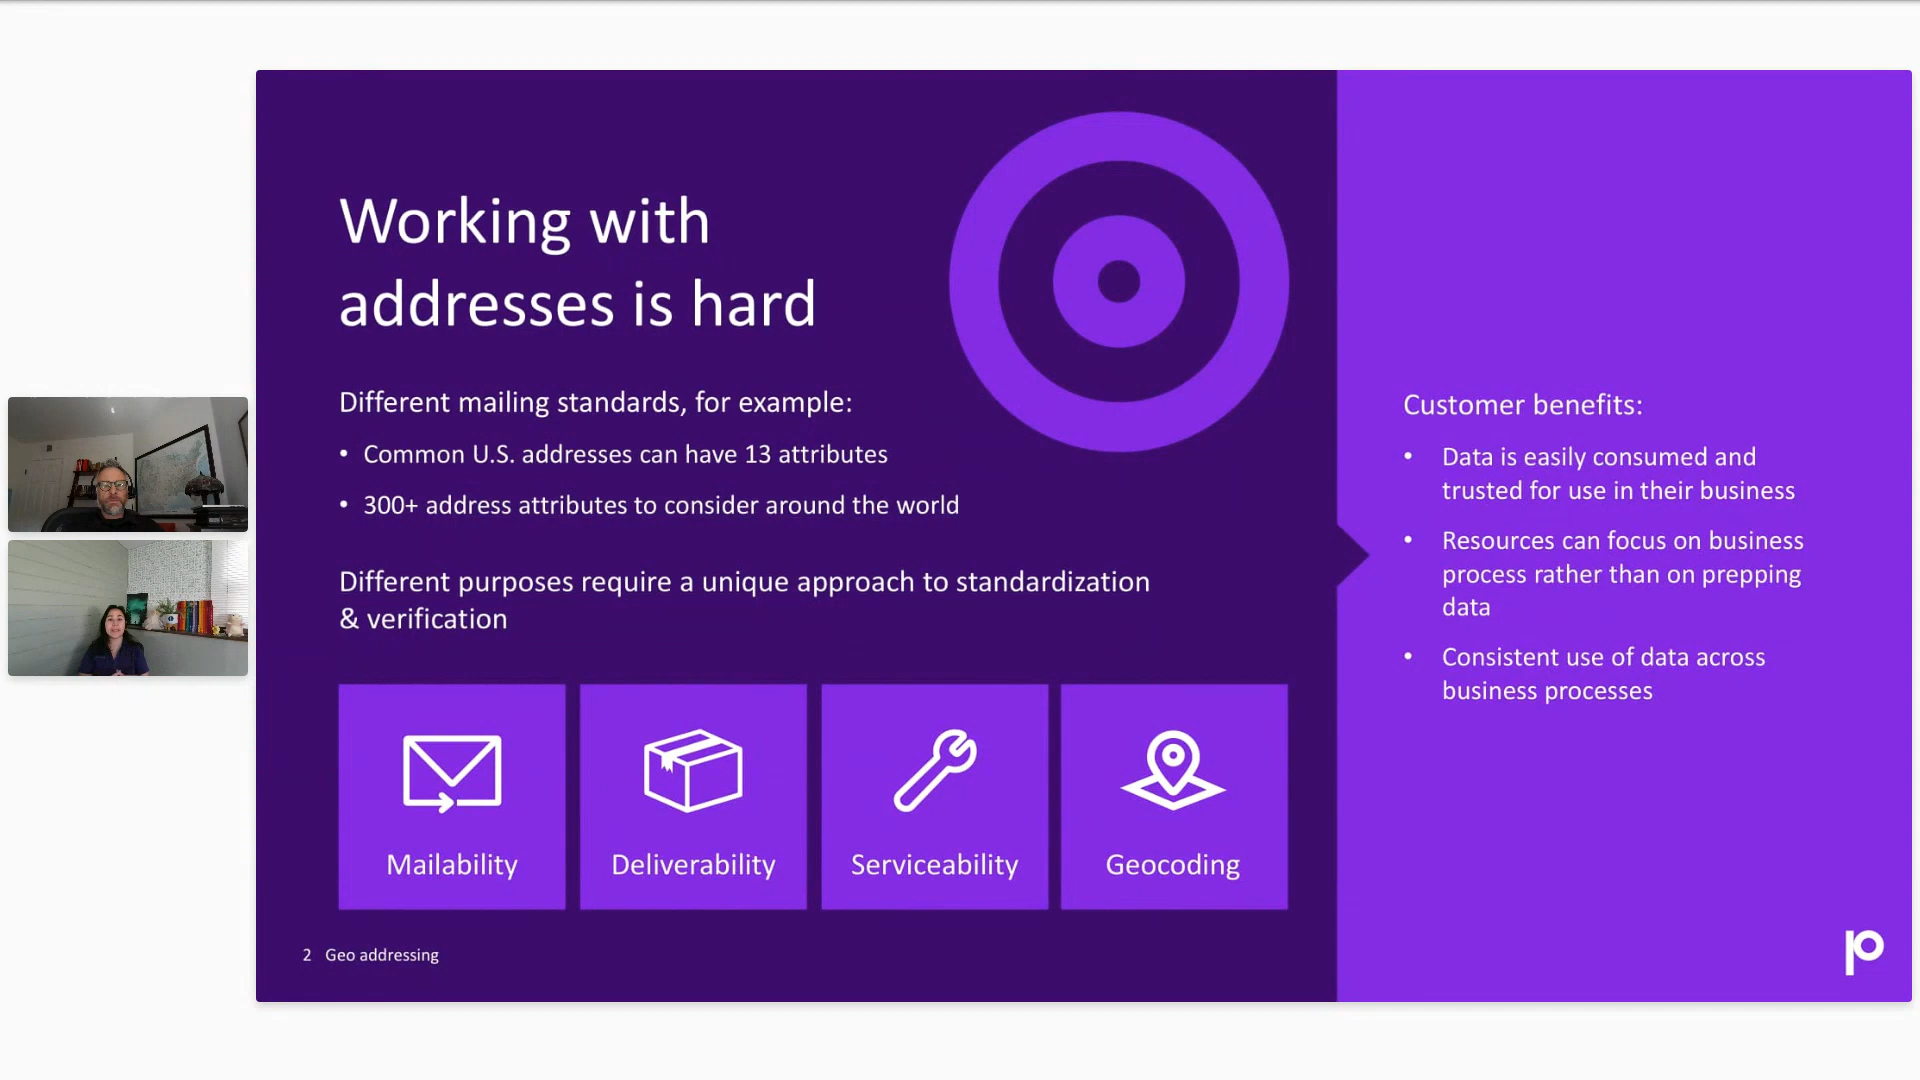 Working with
addresses is hard
Different mailing standards, for example:
• Common U.S. addresses can have 13 attributes
• 300+ address attributes to consider around the world
Different purposes require a unique approach to standardization
& verification
Mailability
Deliverability
Serviceability
Geocoding
Customer benefits:
• Data is easily consumed and
trusted for use in their business
• Resources can focus on business
process rather than on prepping
data
• Consistent use of data across
business processes
2 Geo addressing